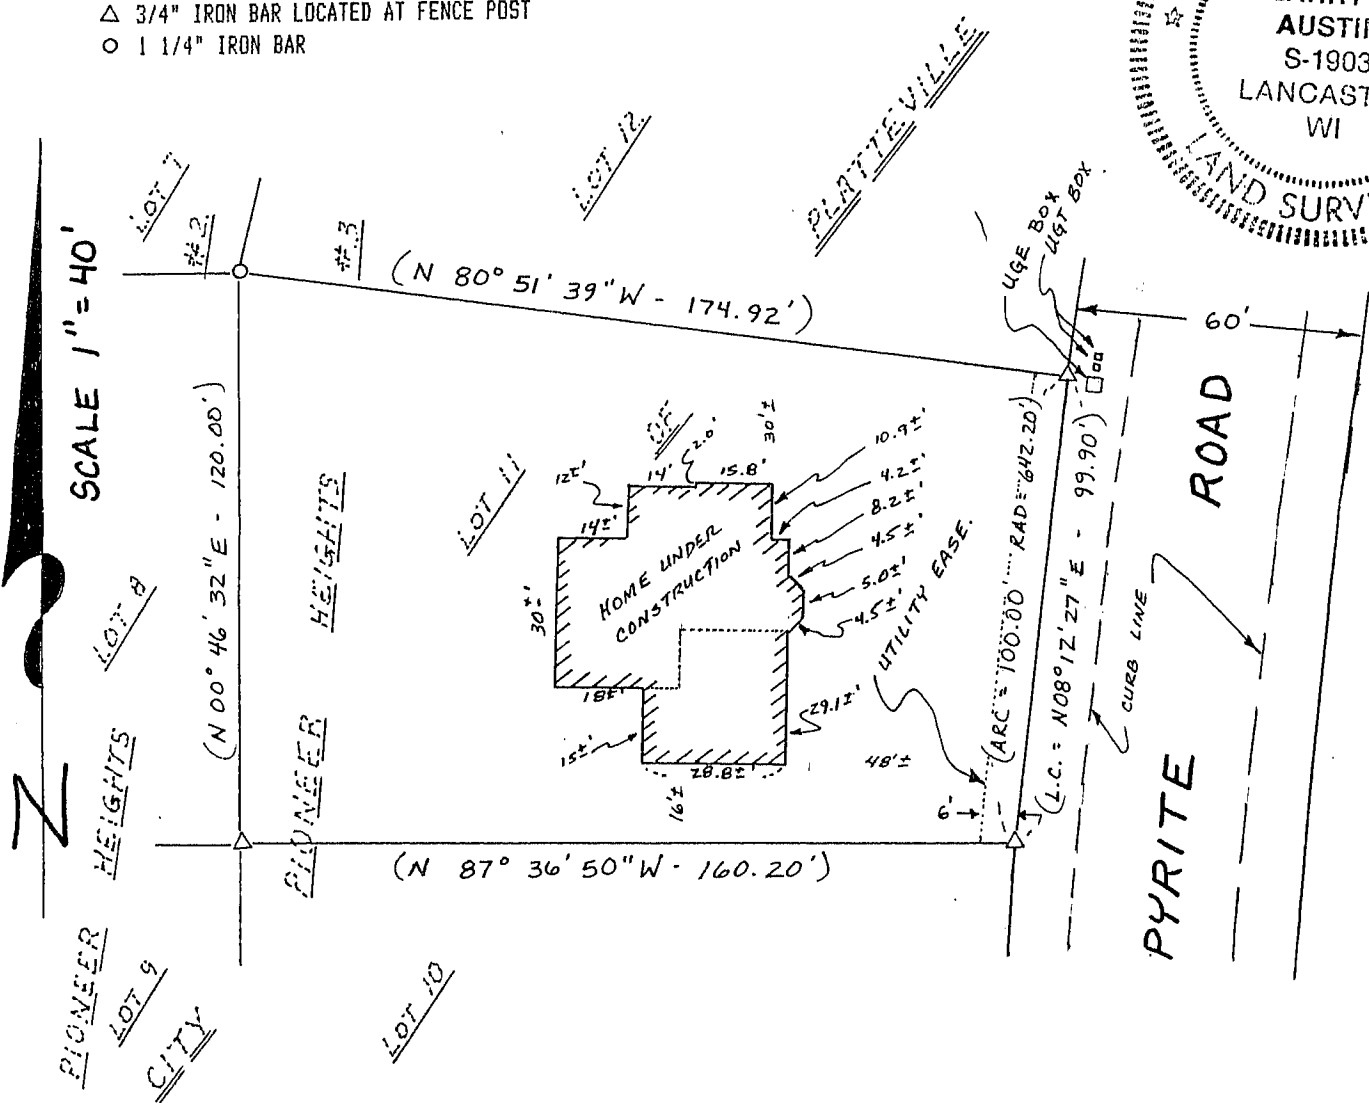 △ 3/4" IRON BAR LOCATED AT FENCE POST
○ 1 1/4" IRON BAR
AUSTI
S-1903
LANCAST
WI
LAND SURV
PLATTEVILLE
LOT 12
LOT 7
#2
#3
SCALE 1"=40'
(N 80° 51' 39"W - 174.92')
UGE BOX
UGT BOX
60'
ROAD
PYRITE
(N 00° 46' 32"E - 120.00')
HEIGHTS
PIONEER
LOT 11
OF
2.0'
30'±
12±'
14'
15.8'
10.9±'
4.2±'
8.2±'
4.5±'
5.0±'
4.5±'
14±'
HOME UNDER
CONSTRUCTION
30±'
18±'
15±'
28.8±'
16'±
29.1±'
48'±
UTILITY EASE.
6'
(ARC = 100.00' RAD = 642.20')
(L.C. = N08°12'27"E - 99.90')
CURB LINE
LOT 8
N
(N 87° 36' 50"W - 160.20')
PIONEER HEIGHTS
LOT 9
CITY
LOT 10